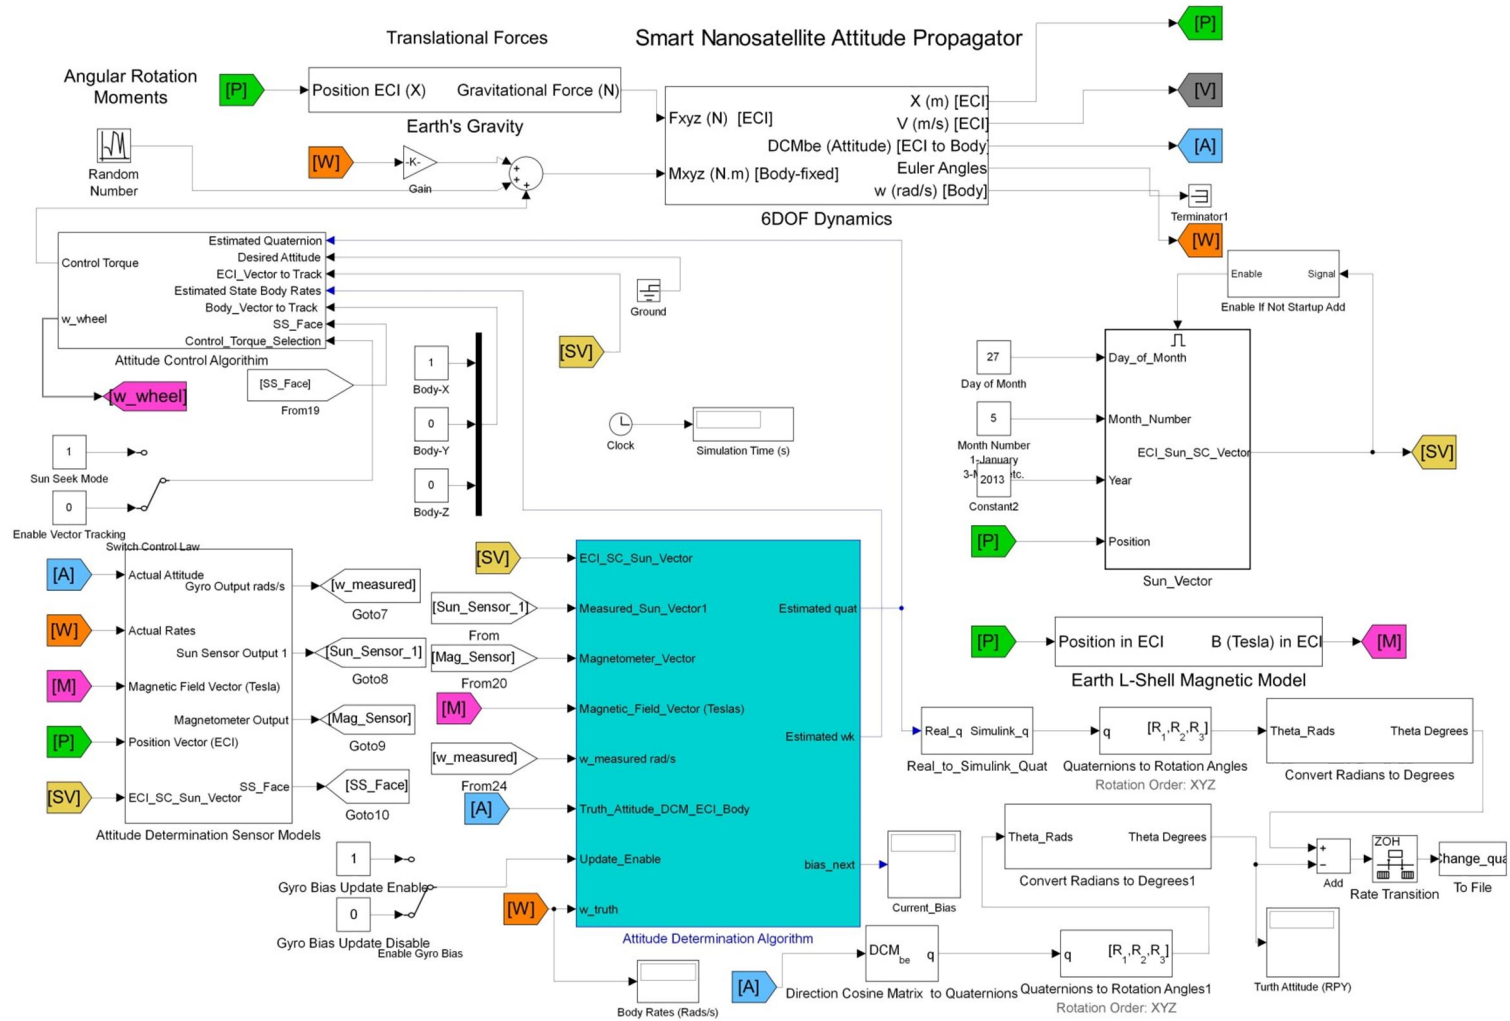 Translational Forces
Smart Nanosatellite Attitude Propagator
[P]
Angular Rotation
Moments
[P]
Position ECI (X)
Gravitational Force (N)
Earth's Gravity
[W]
-K-
Gain
Random
Number
+
+
+
Fxyz (N) [ECI]
Mxyz (N.m) [Body-fixed]
X (m) [ECI]
V (m/s) [ECI]
DCMbe (Attitude) [ECI to Body]
Euler Angles
w (rad/s) [Body]
6DOF Dynamics
[V]
[A]
Terminator1
[W]
Control Torque
w_wheel
Estimated Quaternion
Desired Attitude
ECI_Vector to Track
Estimated State Body Rates
Body_Vector to Track
SS_Face
Control_Torque_Selection
Attitude Control Algorithim
[w_wheel]
[SS_Face]
From19
Ground
[SV]
1
Body-X
0
Body-Y
0
Body-Z
Clock
Simulation Time (s)
1
Sun Seek Mode
0
Enable Vector Tracking
Switch Control Law
Enable
Signal
Enable If Not Startup Add
27
Day of Month
5
Month Number
1-January
etc.
2013
Constant2
[P]
Day_of_Month
Month_Number
Year
Position
ECI_Sun_SC_Vector
Sun_Vector
[SV]
[A]
[W]
[M]
[P]
[SV]
Actual Attitude
Actual Rates
Magnetic Field Vector (Tesla)
Position Vector (ECI)
ECI_SC_Sun_Vector
Gyro Output rads/s
Sun Sensor Output 1
Magnetometer Output
SS_Face
Attitude Determination Sensor Models
[w_measured]
Goto7
[Sun_Sensor_1]
Goto8
[Mag_Sensor]
Goto9
[SS_Face]
Goto10
[SV]
[Sun_Sensor_1]
From
[Mag_Sensor]
From20
[M]
[w_measured]
From24
[A]
ECI_SC_Sun_Vector
Measured_Sun_Vector1
Magnetometer_Vector
Magnetic_Field_Vector (Teslas)
w_measured rad/s
Truth_Attitude_DCM_ECI_Body
Update_Enable
w_truth
Estimated quat
Estimated wk
bias_next
Attitude Determination Algorithm
1
Gyro Bias Update Enable
0
Gyro Bias Update Disable
Enable Gyro Bias
[W]
Body Rates (Rads/s)
Current_Bias
[P]
Position in ECI
B (Tesla) in ECI
[M]
Earth L-Shell Magnetic Model
Real_q
Simulink_q
Real_to_Simulink_Quat
q
[R1,R2,R3]
Quaternions to Rotation Angles
Rotation Order: XYZ
Theta_Rads
Theta Degrees
Convert Radians to Degrees
Theta_Rads
Theta Degrees
Convert Radians to Degrees1
+
−
Add
ZOH
Rate Transition
To File
[A]
DCMbe
q
Direction Cosine Matrix to Quaternions
q
[R1,R2,R3]
Quaternions to Rotation Angles1
Rotation Order: XYZ
Turth Attitude (RPY)